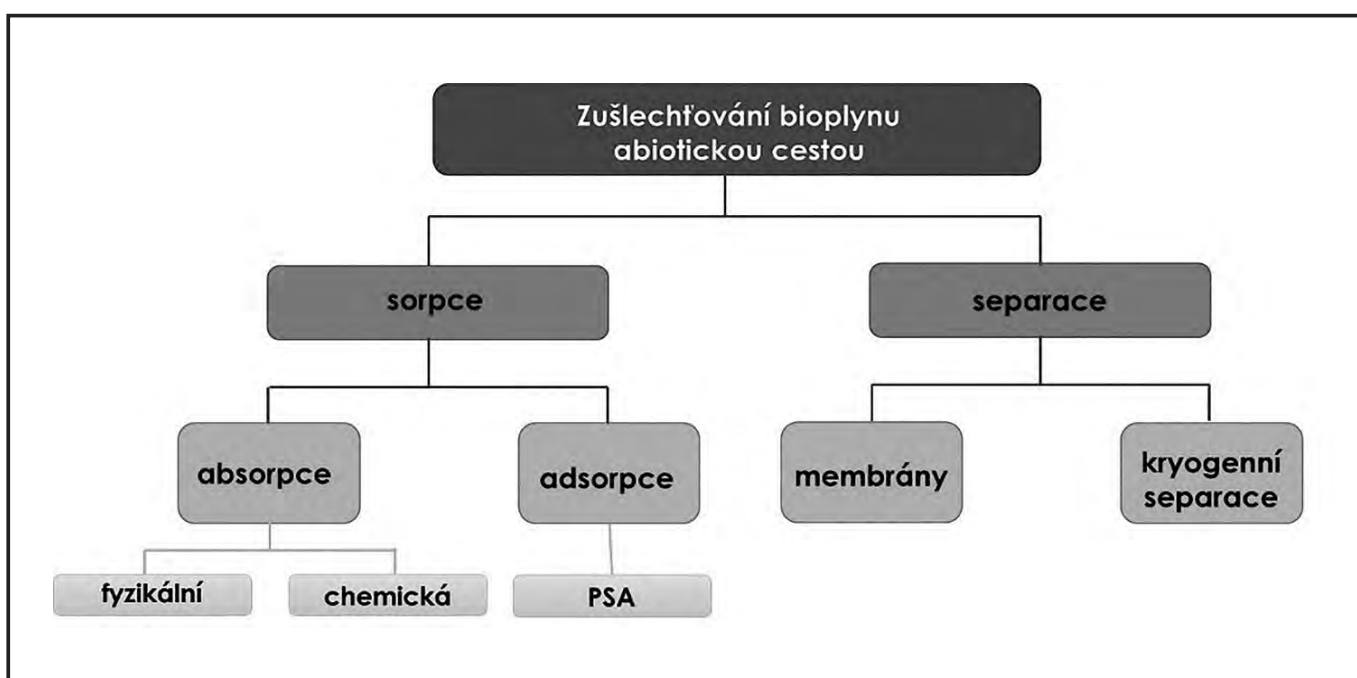 Zušlechťování bioplynu
abiotickou cestou
sorpce
separace
absorpce
adsorpce
membrány
kryogenní
separace
fyzikální
chemická
PSA